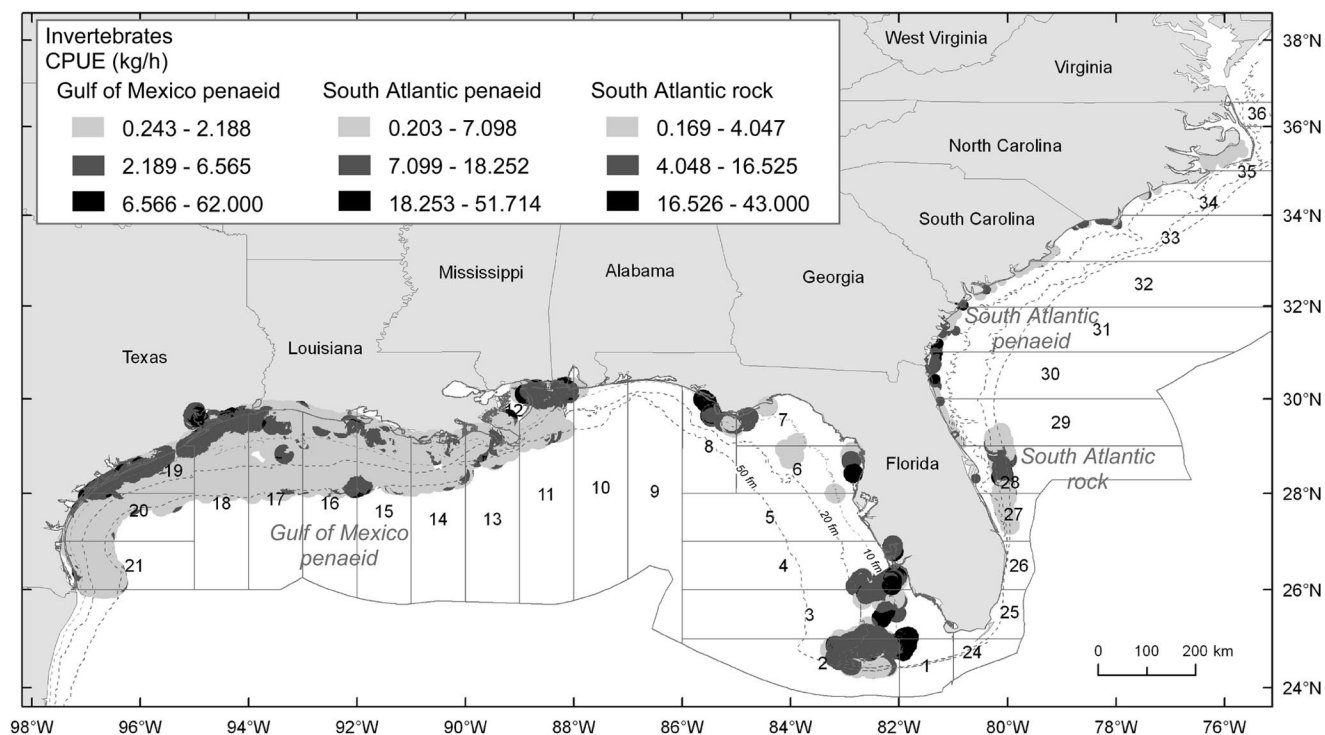 Invertebrates
CPUE (kg/h)
Gulf of Mexico penaeid South Atlantic penaeid South Atlantic rock
0.243 - 2.188 0.203 - 7.098 0.169 - 4.047
2.189 - 6.565 7.099 - 18.252 4.048 - 16.525
6.566 - 62.000 18.253 - 51.714 16.526 - 43.000
West Virginia
38°N
Virginia
36
36°N
North Carolina
35
34
South Carolina
34°N
33
Mississippi
Alabama
Georgia
32
32°N
South Atlantic
penaeid
31
Texas
Louisiana
30
30°N
12
7
29
8
Florida
South Atlantic
rock
19
6
50 fm
28
28°N
20
18
17
16
15
14
13
11
10
9
5
20 fm
27
Gulf of Mexico
penaeid
10 fm
21
4
26
26°N
3
25
2
1
24
0 100 200 km
24°N
98°W 96°W 94°W 92°W 90°W 88°W 86°W 84°W 82°W 80°W 78°W 76°W